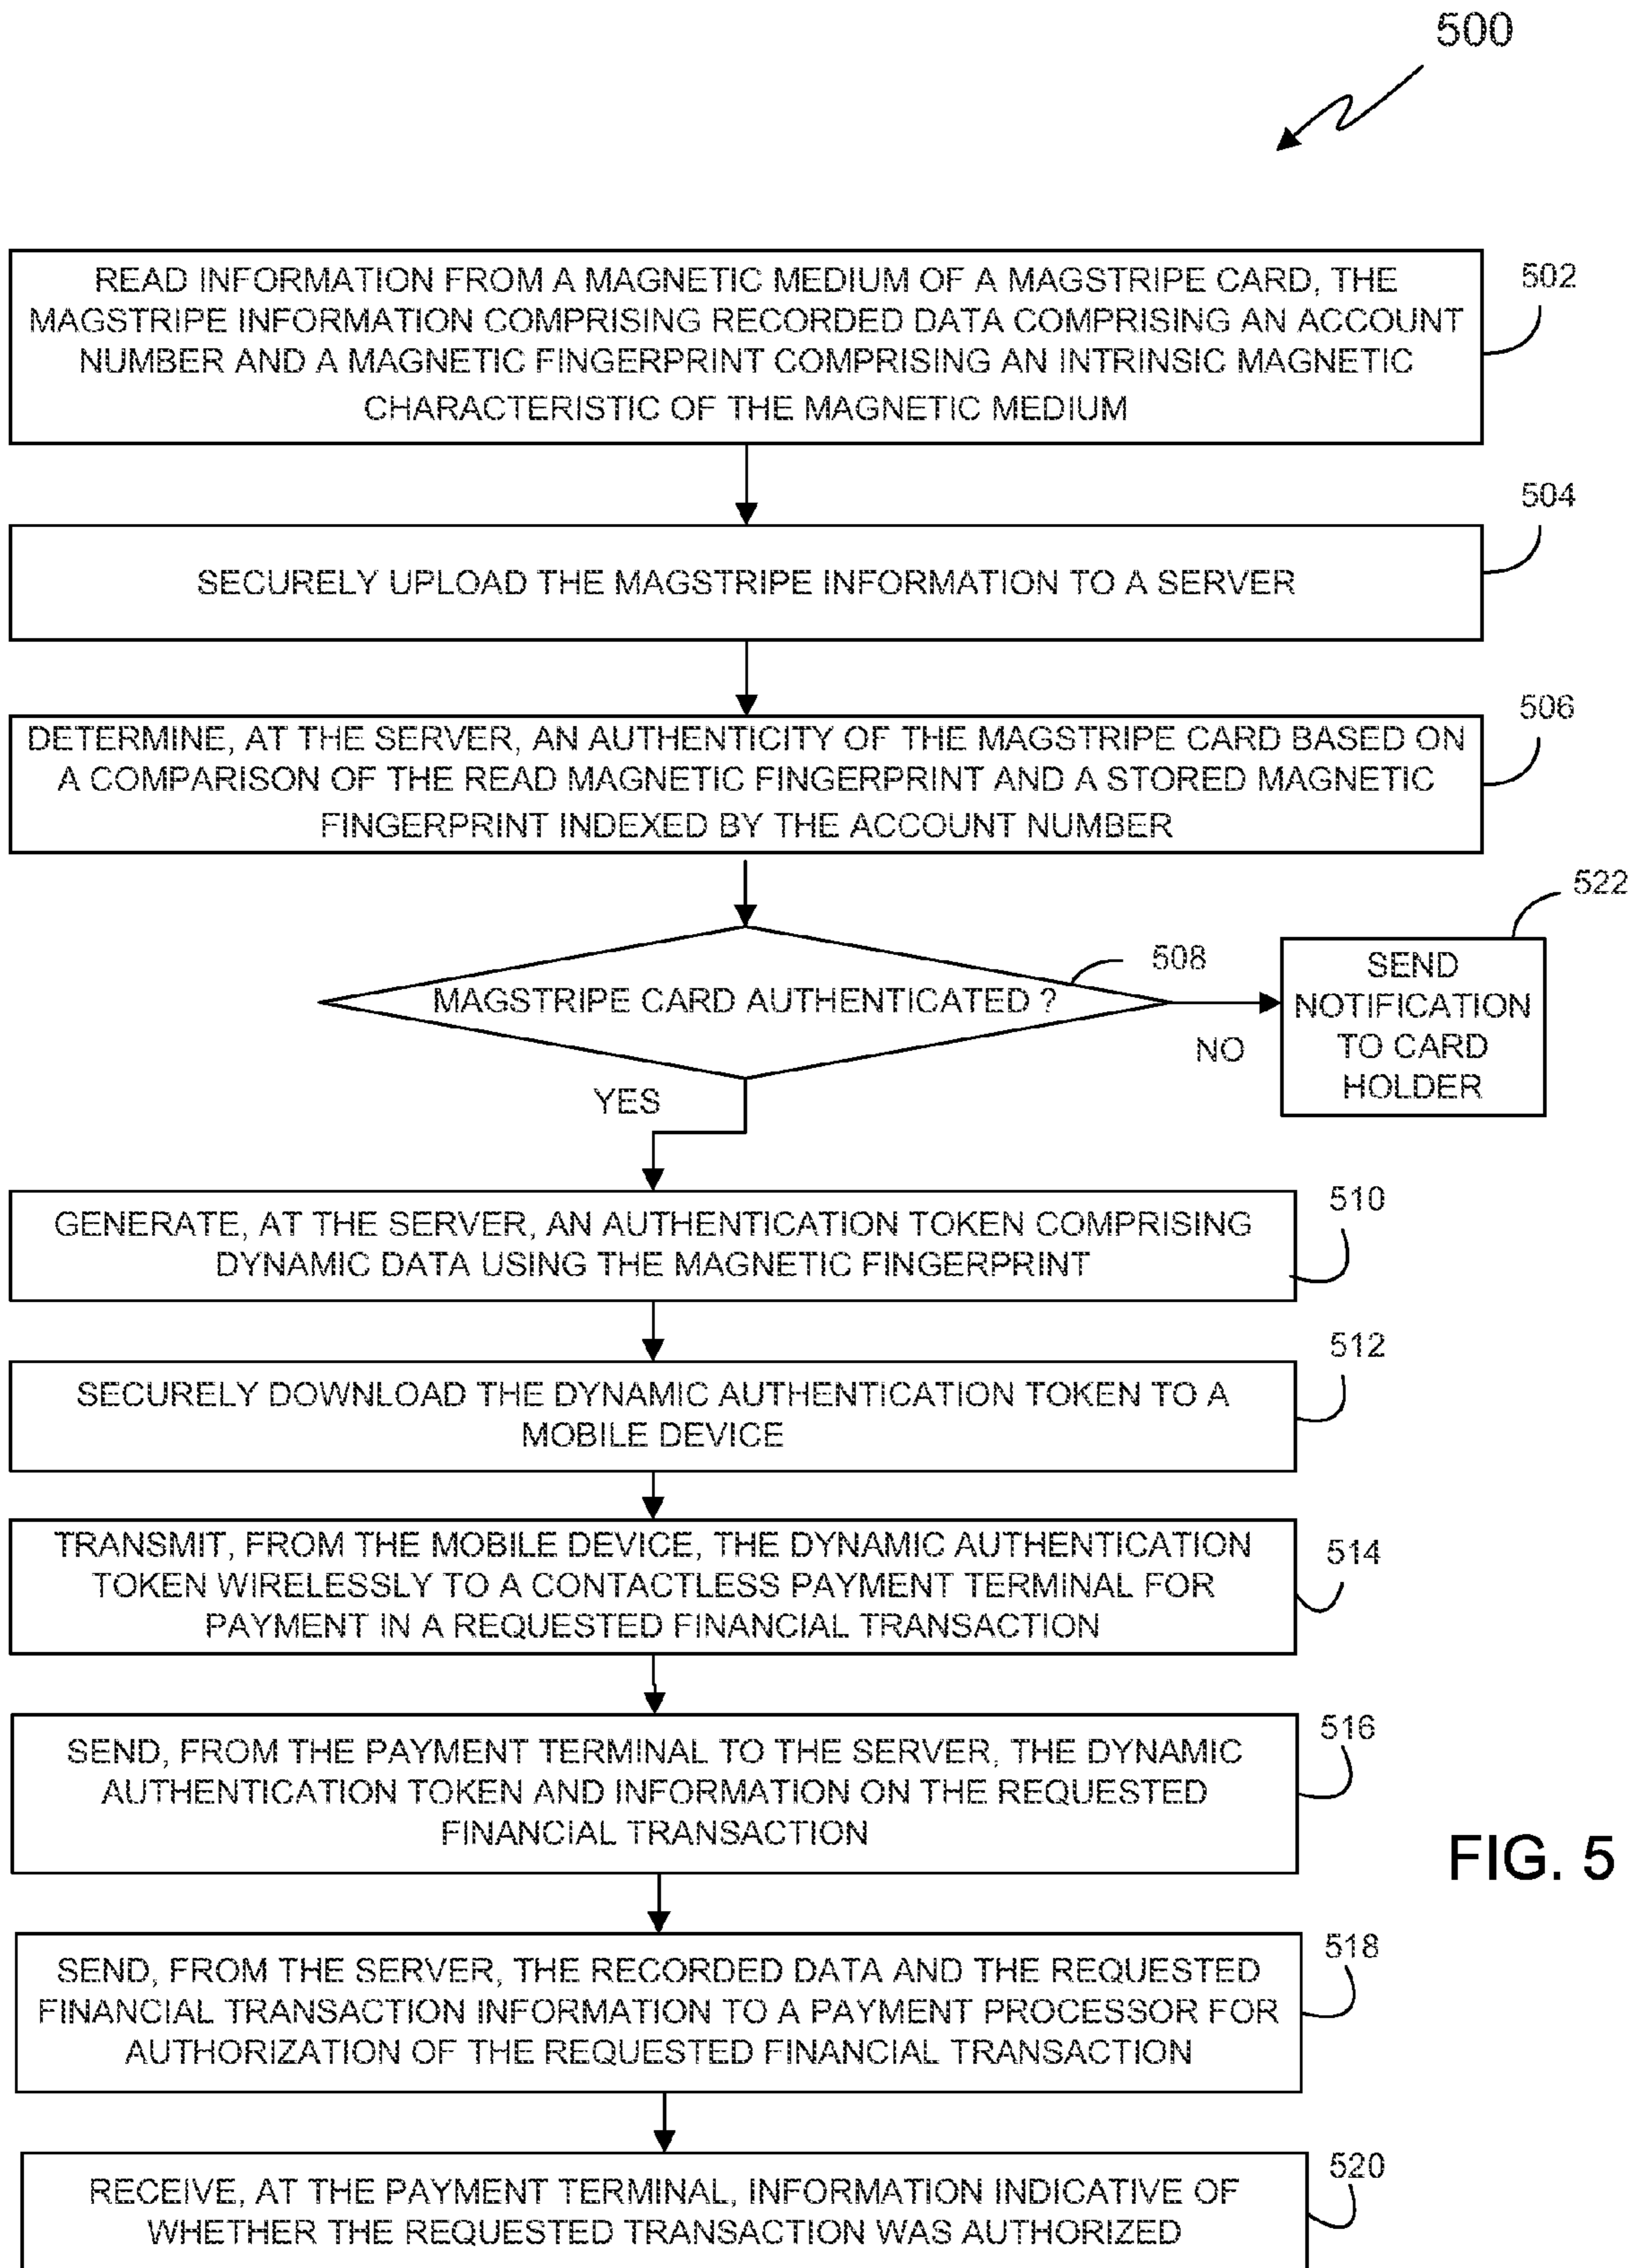 500
READ INFORMATION FROM A MAGNETIC MEDIUM OF A MAGSTRIPE CARD, THE
MAGSTRIPE INFORMATION COMPRISING RECORDED DATA COMPRISING AN ACCOUNT
NUMBER AND A MAGNETIC FINGERPRINT COMPRISING AN INTRINSIC MAGNETIC
CHARACTERISTIC OF THE MAGNETIC MEDIUM
502
SECURELY UPLOAD THE MAGSTRIPE INFORMATION TO A SERVER
504
DETERMINE, AT THE SERVER, AN AUTHENTICITY OF THE MAGSTRIPE CARD BASED ON
A COMPARISON OF THE READ MAGNETIC FINGERPRINT AND A STORED MAGNETIC
FINGERPRINT INDEXED BY THE ACCOUNT NUMBER
506
MAGSTRIPE CARD AUTHENTICATED ?
508
NO
SEND
NOTIFICATION
TO CARD
HOLDER
522
YES
GENERATE, AT THE SERVER, AN AUTHENTICATION TOKEN COMPRISING
DYNAMIC DATA USING THE MAGNETIC FINGERPRINT
510
SECURELY DOWNLOAD THE DYNAMIC AUTHENTICATION TOKEN TO A
MOBILE DEVICE
512
TRANSMIT, FROM THE MOBILE DEVICE, THE DYNAMIC AUTHENTICATION
TOKEN WIRELESSLY TO A CONTACTLESS PAYMENT TERMINAL FOR
PAYMENT IN A REQUESTED FINANCIAL TRANSACTION
514
SEND, FROM THE PAYMENT TERMINAL TO THE SERVER, THE DYNAMIC
AUTHENTICATION TOKEN AND INFORMATION ON THE REQUESTED
FINANCIAL TRANSACTION
516
FIG. 5
SEND, FROM THE SERVER, THE RECORDED DATA AND THE REQUESTED
FINANCIAL TRANSACTION INFORMATION TO A PAYMENT PROCESSOR FOR
AUTHORIZATION OF THE REQUESTED FINANCIAL TRANSACTION
518
RECEIVE, AT THE PAYMENT TERMINAL, INFORMATION INDICATIVE OF
WHETHER THE REQUESTED TRANSACTION WAS AUTHORIZED
520